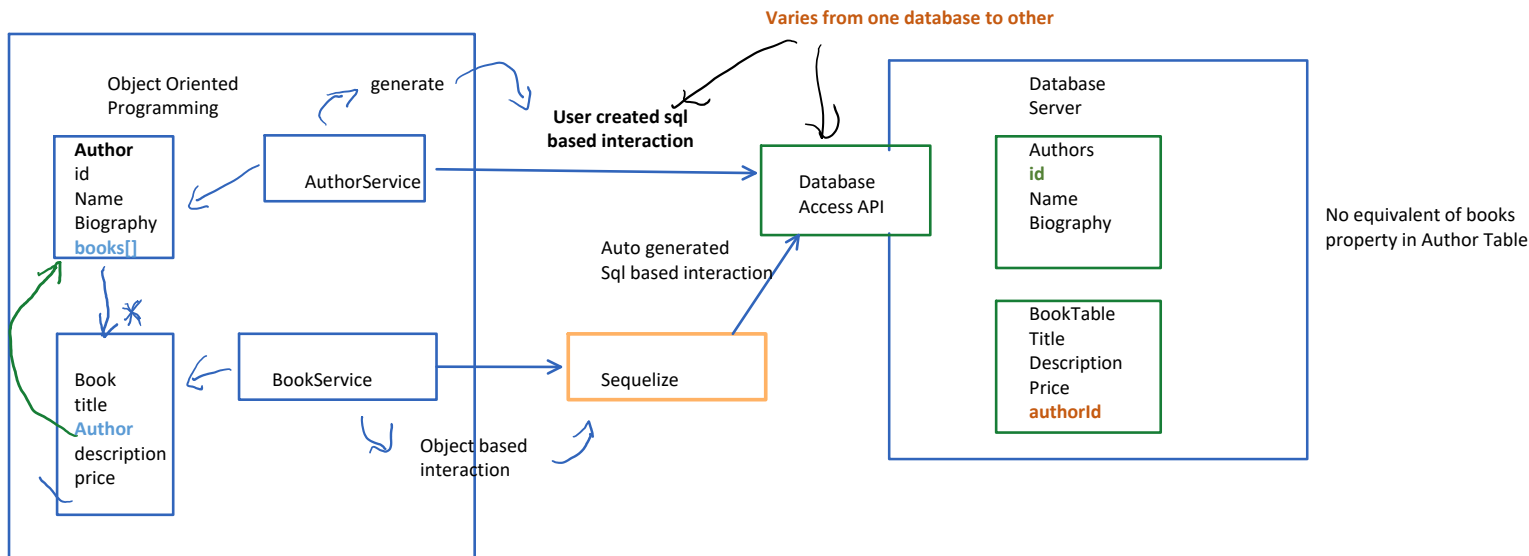 Varies from one database to other
Object Oriented
Programming
generate
User created sql
based interaction
Database
Server
Author
id
Name
Biography
books[]
AuthorService
Database
Access API
Authors
id
Name
Biography
No equivalent of books
property in Author Table
Auto generated
Sql based interaction
*
Book
title
Author
description
price
BookService
Object based
interaction
Sequelize
BookTable
Title
Description
Price
authorId